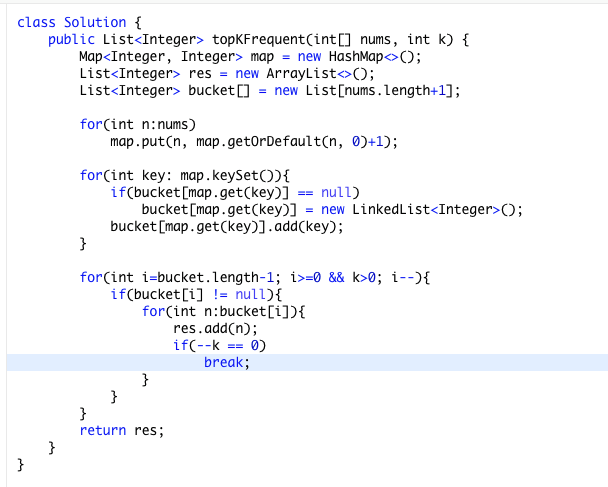 class Solution {
    public List<Integer> topKFrequent(int[] nums, int k) {
        Map<Integer, Integer> map = new HashMap<>();
        List<Integer> res = new ArrayList<>();
        List<Integer> bucket[] = new List[nums.length+1];

        for(int n:nums)
            map.put(n, map.getOrDefault(n, 0)+1);

        for(int key: map.keySet()){
            if(bucket[map.get(key)] == null)
                bucket[map.get(key)] = new LinkedList<Integer>();
            bucket[map.get(key)].add(key);
        }

        for(int i=bucket.length-1; i>=0 && k>0; i--){
            if(bucket[i] != null){
                for(int n:bucket[i]){
                    res.add(n);
                    if(--k == 0)
                        break;
                }
            }
        }
        return res;
    }
}